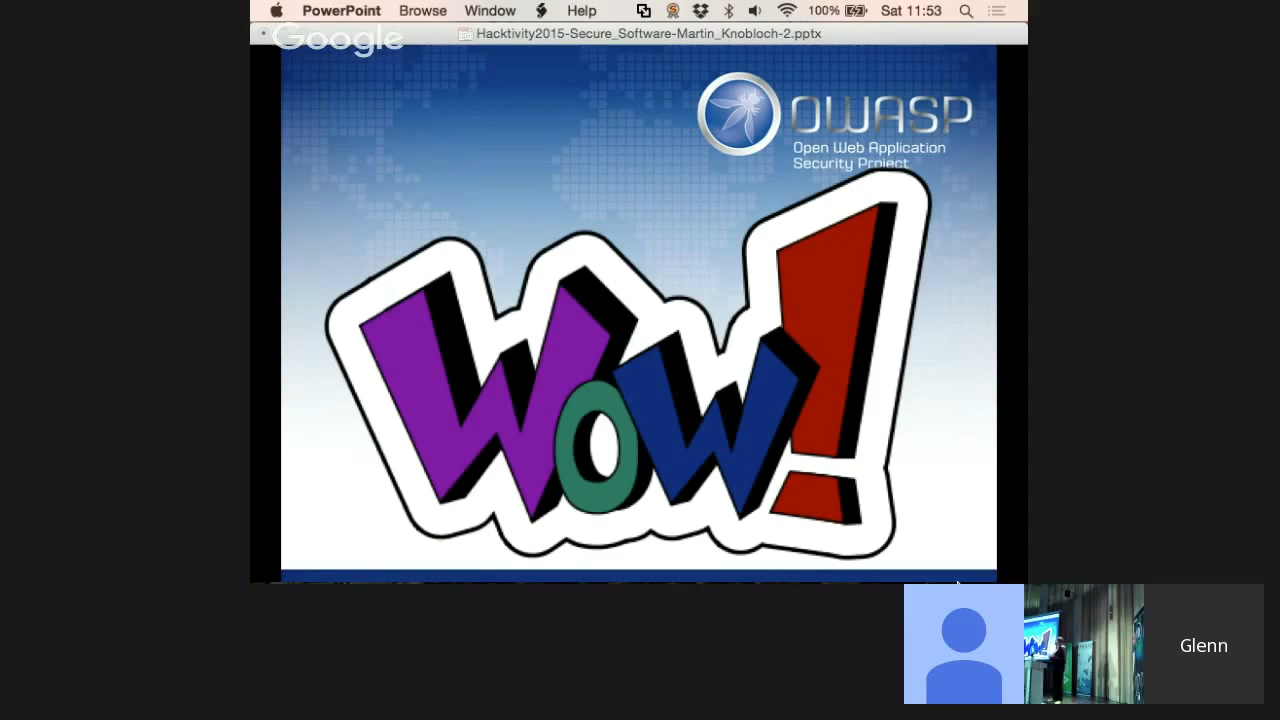 PowerPoint Browse Window Help 100% Sat 11:53
Google
Hacktivity2015-Secure_Software-Martin_Knobloch-2.pptx
OWASP
Open Web Application
Security Project
WoW!
Glenn